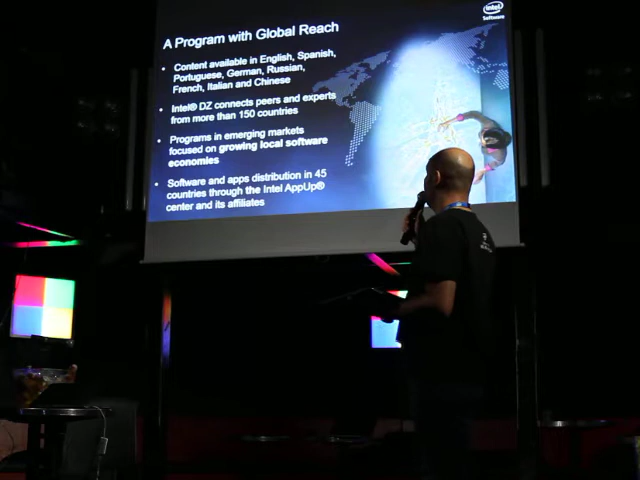 intel
Software
A Program with Global Reach
• Content available in English, Spanish,
Portuguese, German, Russian,
French, Italian and Chinese
• Intel® DZ connects peers and experts
from more than 150 countries
• Programs in emerging markets
focused on growing local software
economies
• Software and apps distribution in 45
countries through the Intel AppUp®
center and its affiliates